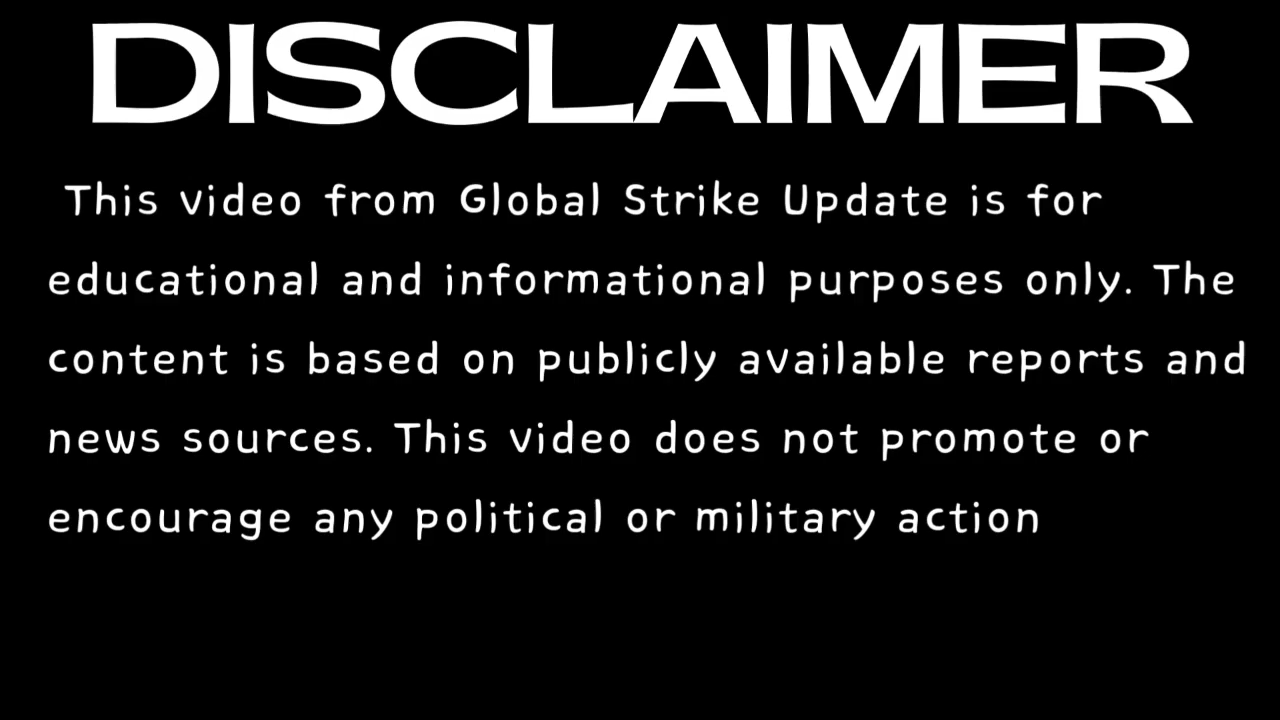 DISCLAIMER
This video from Global Strike Update is for
educational and informational purposes only. The
content is based on publicly available reports and
news sources. This video does not promote or
encourage any political or military action